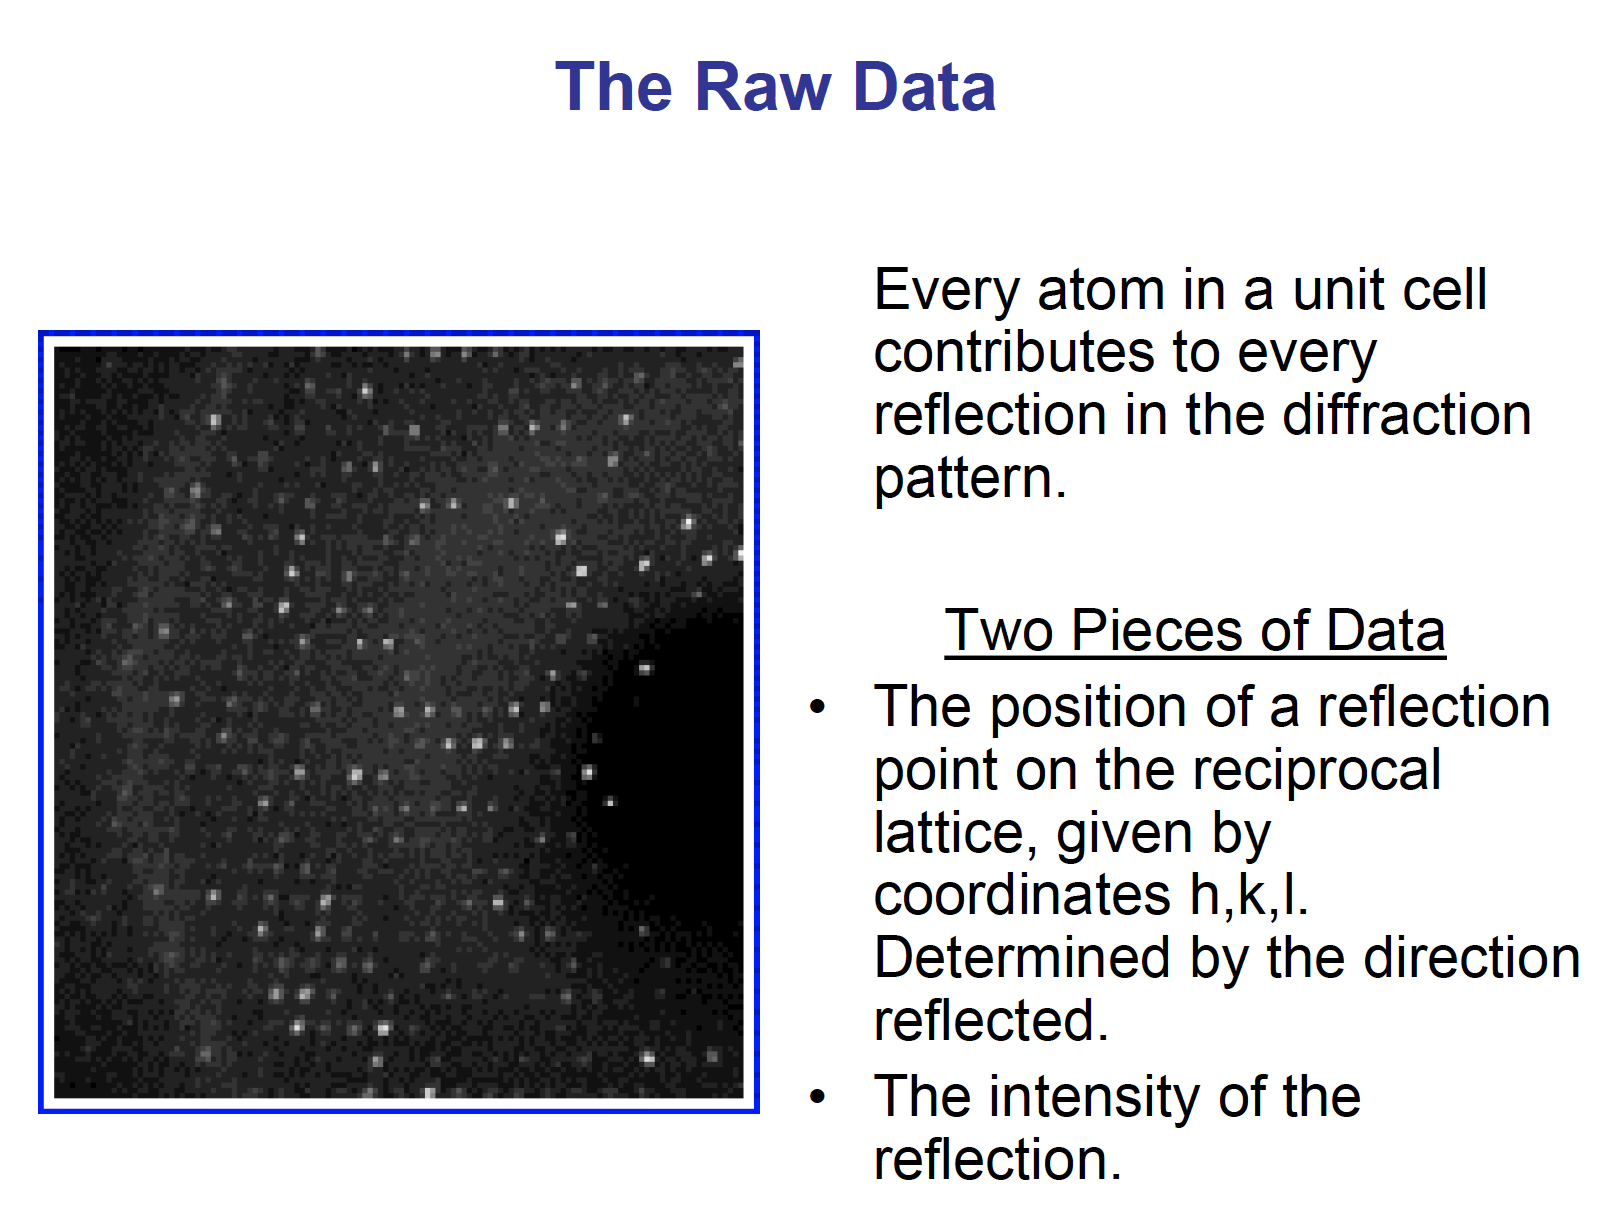 The Raw Data
Every atom in a unit cell
contributes to every
reflection in the diffraction
pattern.
Two Pieces of Data
• The position of a reflection
point on the reciprocal
lattice, given by
coordinates h,k,l.
Determined by the direction
reflected.
• The intensity of the
reflection.